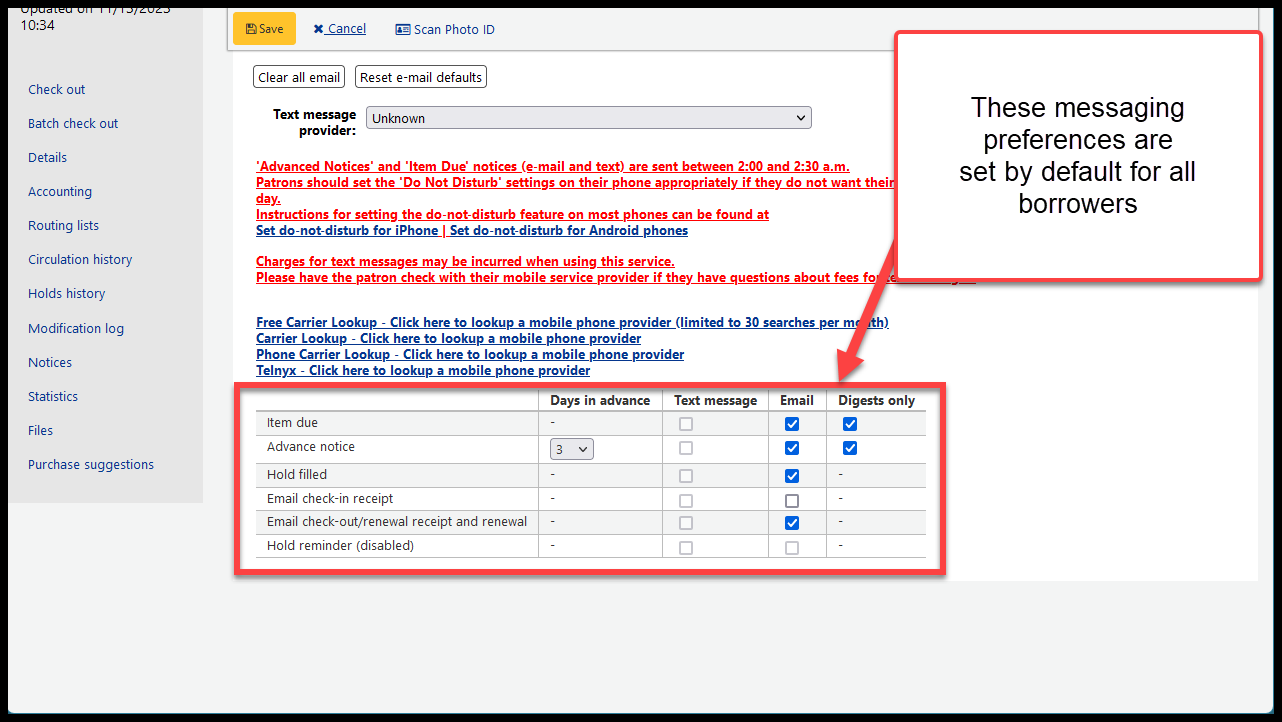 Updated on 11/15/2023
10:34
Check out
Batch check out
Details
Accounting
Routing lists
Circulation history
Holds history
Modification log
Notices
Statistics
Files
Purchase suggestions
Save Cancel Scan Photo ID
Clear all email Reset e-mail defaults
Text message
provider: Unknown
'Advanced Notices' and 'Item Due' notices (e-mail and text) are sent between 2:00 and 2:30 a.m.
Patrons should set the 'Do Not Disturb' settings on their phone appropriately if they do not want their
day.
Instructions for setting the do-not-disturb feature on most phones can be found at
Set do-not-disturb for iPhone | Set do-not-disturb for Android phones
Charges for text messages may be incurred when using this service.
Please have the patron check with their mobile service provider if they have questions about fees for
Free Carrier Lookup - Click here to lookup a mobile phone provider (limited to 30 searches per month)
Carrier Lookup - Click here to lookup a mobile phone provider
Phone Carrier Lookup - Click here to lookup a mobile phone provider
Telnyx - Click here to lookup a mobile phone provider
Days in advance Text message Email Digests only
Item due -
Advance notice 3
Hold filled - -
Email check-in receipt - -
Email check-out/renewal receipt and renewal - -
Hold reminder (disabled) - -
These messaging
preferences are
set by default for all
borrowers